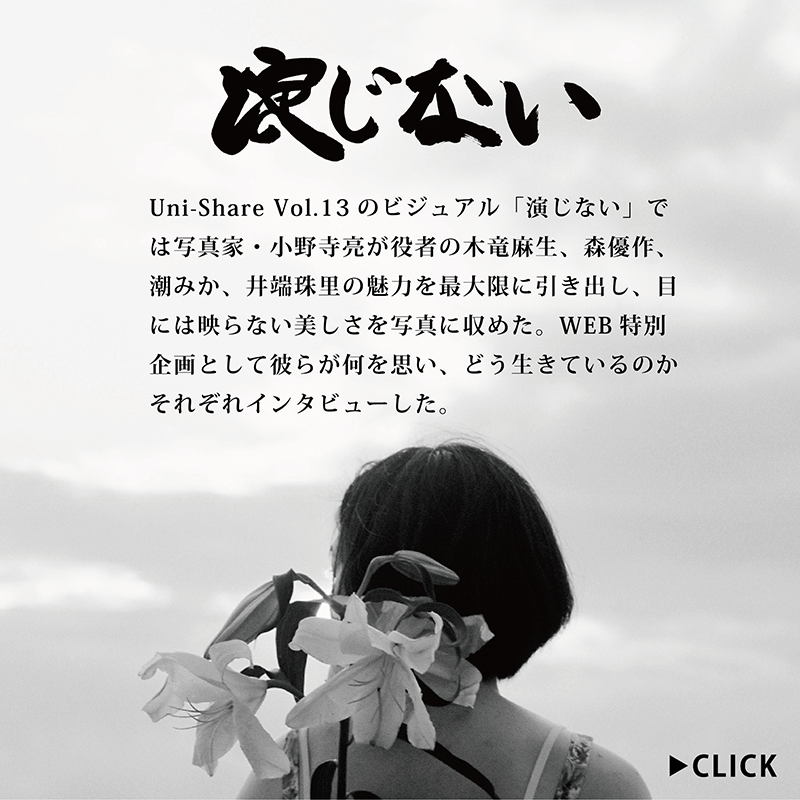 演じない
Uni-Share Vol.13のビジュアル「演じない」で
は写真家・小野寺亮が役者の木竜麻生、森優作、
潮みか、井端珠里の魅力を最大限に引き出し、目
には映らない美しさを写真に収めた。WEB特別
企画として彼らが何を思い、どう生きているのか
それぞれインタビューした。
▶CLICK